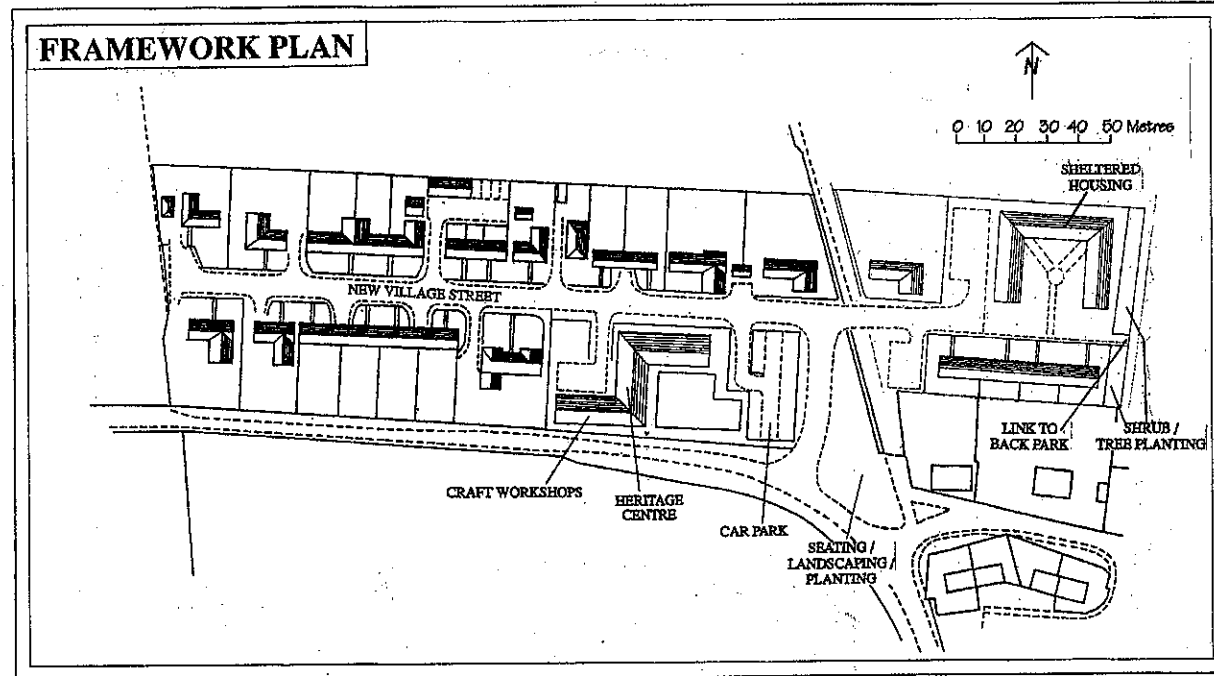 FRAMEWORK PLAN
N
0 10 20 30 40 50 Metres
SHELTERED
HOUSING
NEW VILLAGE STREET
LINK TO
BACK PARK
SHRUB /
TREE PLANTING
CRAFT WORKSHOPS
HERITAGE
CENTRE
CAR PARK
SEATING /
LANDSCAPING /
PLANTING